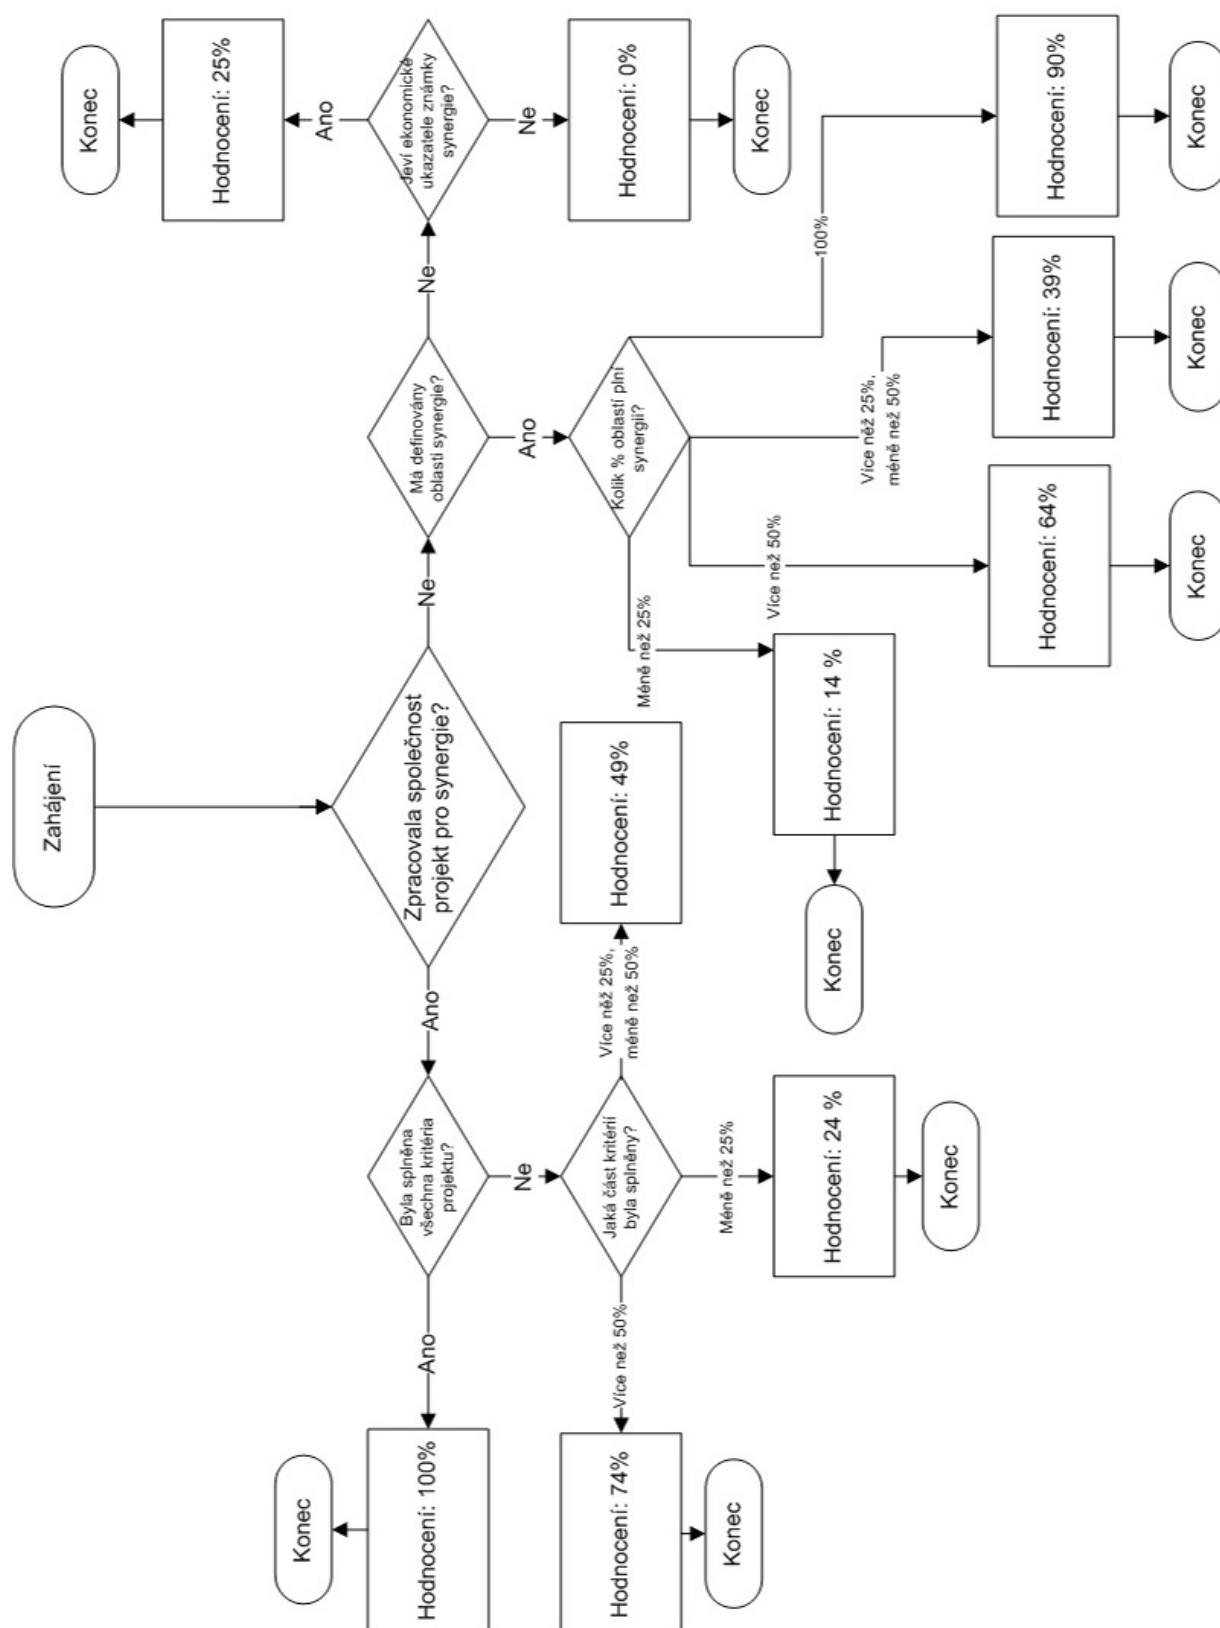 Zahájení
Zpracovala společnost
projekt pro synergie?
Ano
Ne
Byla splněna
všechna kritéria
projektu?
Ano
Hodnocení: 100%
Konec
Ne
Jaká část kritérií
byla splněny?
Více než 50%
Hodnocení: 74%
Konec
Méně než 25%
Hodnocení: 24 %
Konec
Více něž 25%,
méně než 50%
Hodnocení: 49%
Má definovány
oblasti synergie?
Ne
Jeví ekonomické
ukazatele známky
synergie?
Ano
Hodnocení: 25%
Konec
Ne
Hodnocení: 0%
Konec
Ano
Kolik % oblastí plní
synergii?
Méně než 25%
Hodnocení: 14 %
Konec
Více než 50%
Hodnocení: 64%
Konec
Více něž 25%,
méně než 50%
Hodnocení: 39%
Konec
100%
Hodnocení: 90%
Konec